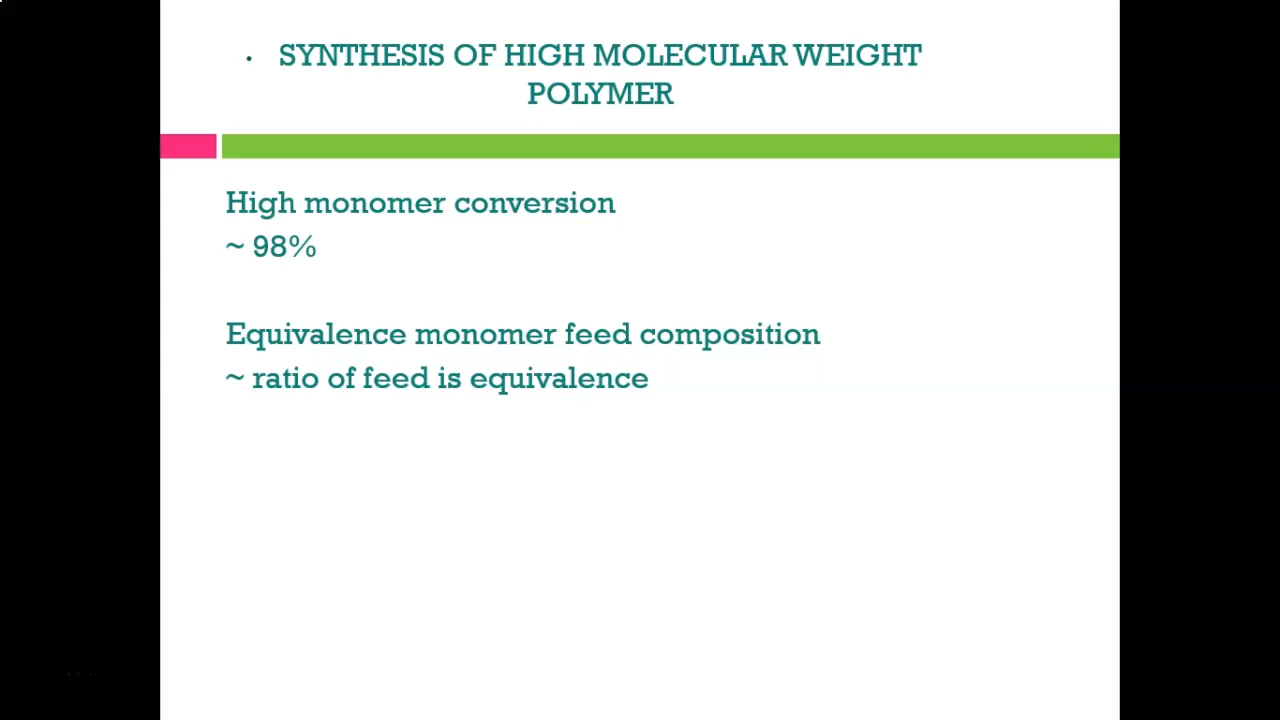 • SYNTHESIS OF HIGH MOLECULAR WEIGHT
POLYMER
High monomer conversion
~ 98%
Equivalence monomer feed composition
~ ratio of feed is equivalence